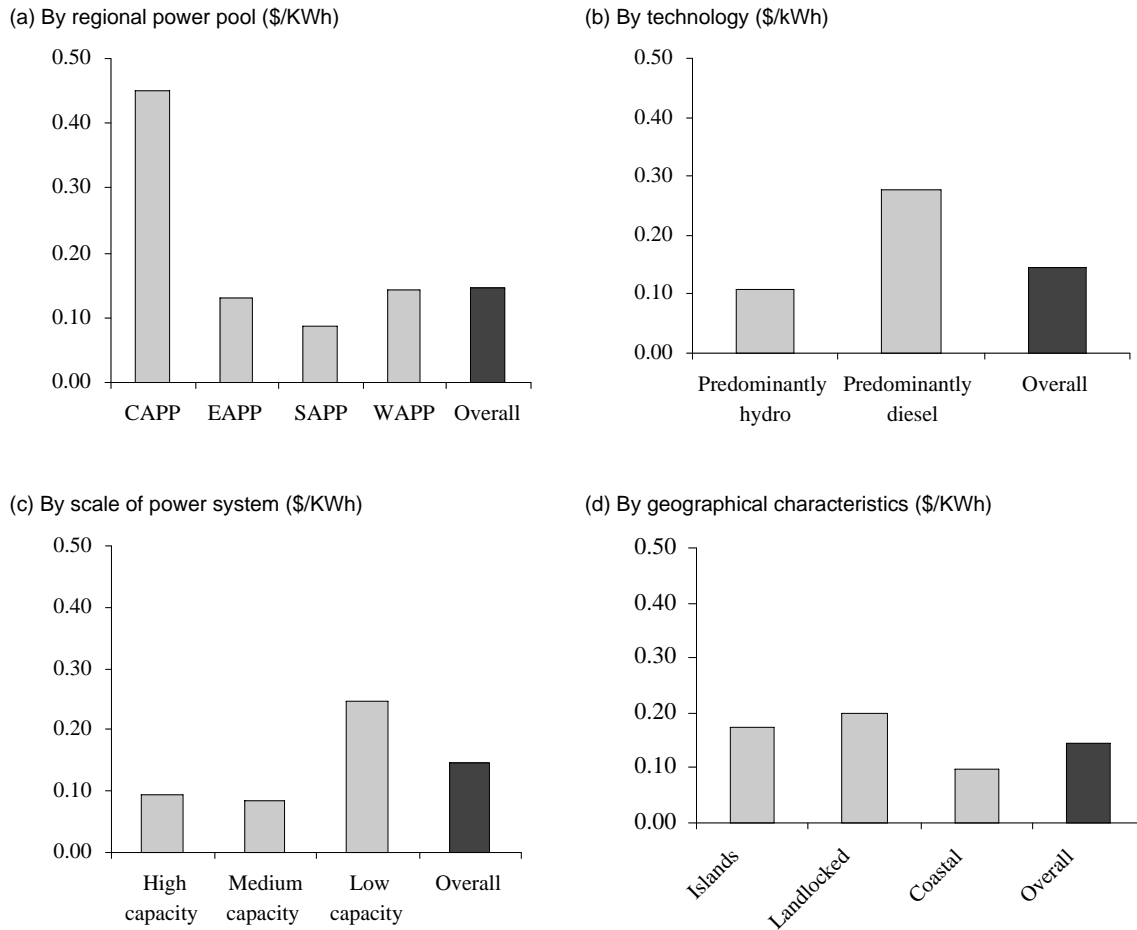 (a) By regional power pool ($/KWh)
0.50
0.40
0.30
0.20
0.10
0.00
CAPP EAPP SAPP WAPP Overall
(b) By technology ($/kWh)
0.50
0.40
0.30
0.20
0.10
0.00
Predominantly Predominantly Overall
hydro diesel
(c) By scale of power system ($/KWh)
0.50
0.40
0.30
0.20
0.10
0.00
High Medium Low Overall
capacity capacity capacity
(d) By geographical characteristics ($/KWh)
0.50
0.40
0.30
0.20
0.10
0.00
Islands
Landlocked
Coastal
Overall